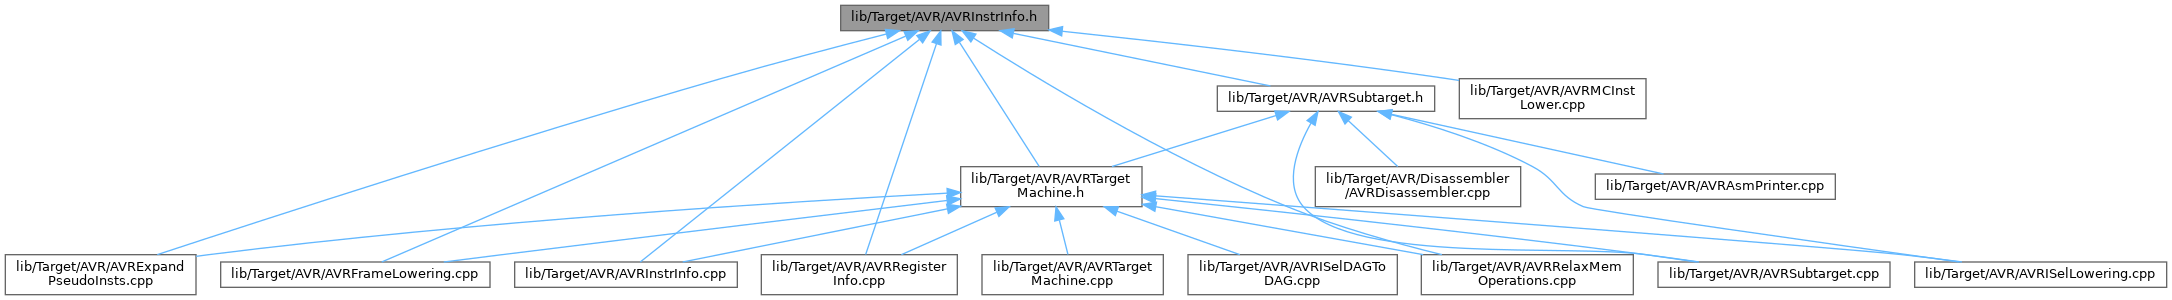 lib/Target/AVR/AVRInstrInfo.h
lib/Target/AVR/AVRSubtarget.h
lib/Target/AVR/AVRMCInst
Lower.cpp
lib/Target/AVR/AVRTarget
Machine.h
lib/Target/AVR/Disassembler
/AVRDisassembler.cpp
lib/Target/AVR/AVRAsmPrinter.cpp
lib/Target/AVR/AVRExpand
PseudoInsts.cpp
lib/Target/AVR/AVRFrameLowering.cpp
lib/Target/AVR/AVRInstrInfo.cpp
lib/Target/AVR/AVRRegister
Info.cpp
lib/Target/AVR/AVRTarget
Machine.cpp
lib/Target/AVR/AVRISelDAGTo
DAG.cpp
lib/Target/AVR/AVRRelaxMem
Operations.cpp
lib/Target/AVR/AVRSubtarget.cpp
lib/Target/AVR/AVRISelLowering.cpp